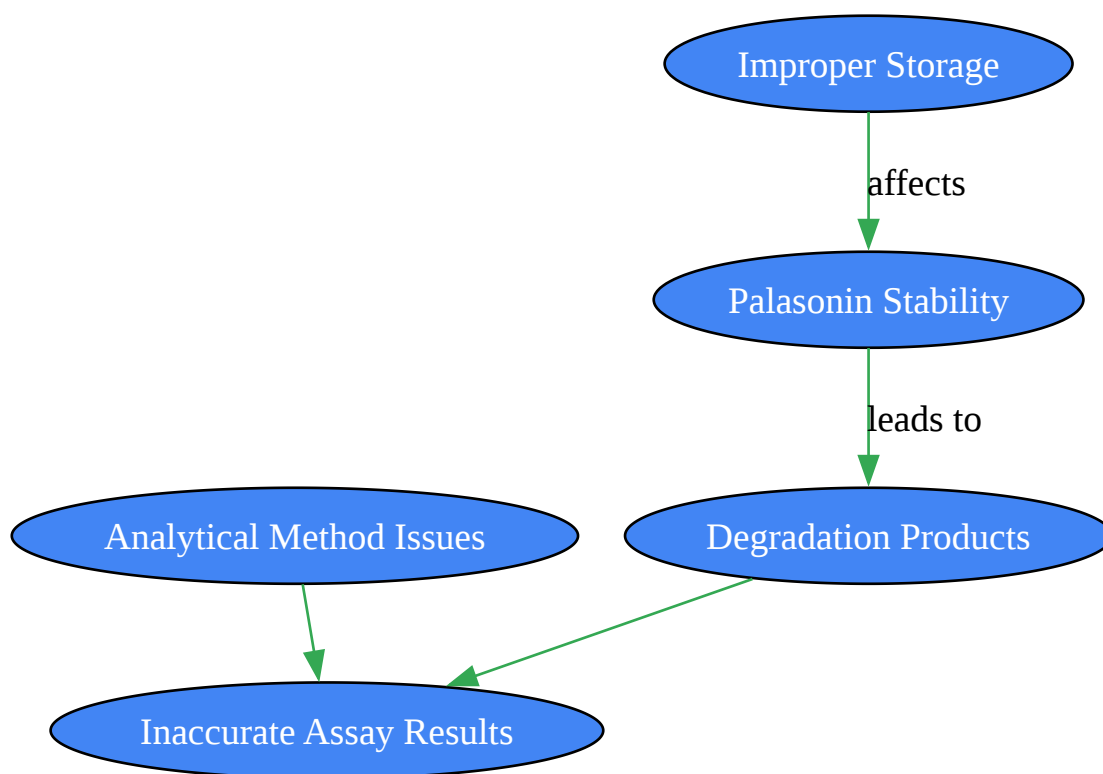 Improper Storage
affects
Palasonin Stability
leads to
Analytical Method Issues
Degradation Products
Inaccurate Assay Results